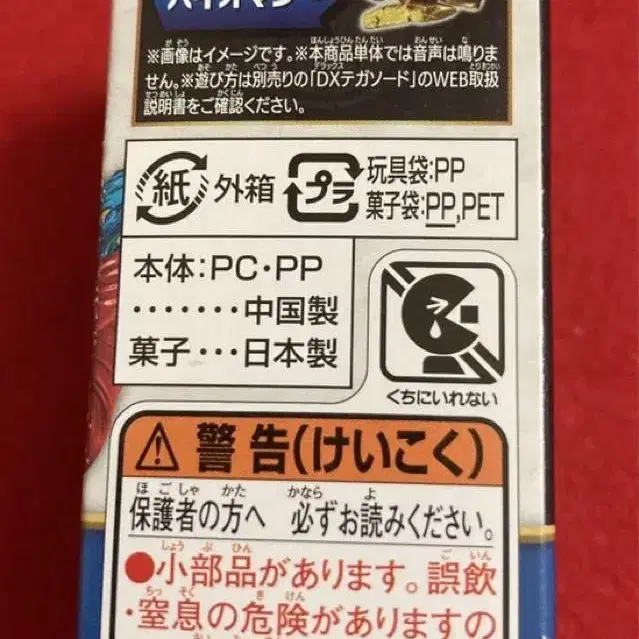 バイオマン
※画像はイメージです。※本商品単体では音声は鳴りま
せん。※遊び方は別売りの「DXテガソード」のWEB取扱
説明書をご確認ください。
紙 外箱
プラ 玩具袋:PP
菓子袋:PP,PET
本体:PC・PP
・・・・・・・中国製
菓子・・・日本製
くちにいれない
警告(けいこく)
保護者の方へ 必ずお読みください。
●小部品があります。誤飲
・窒息の危険がありますの